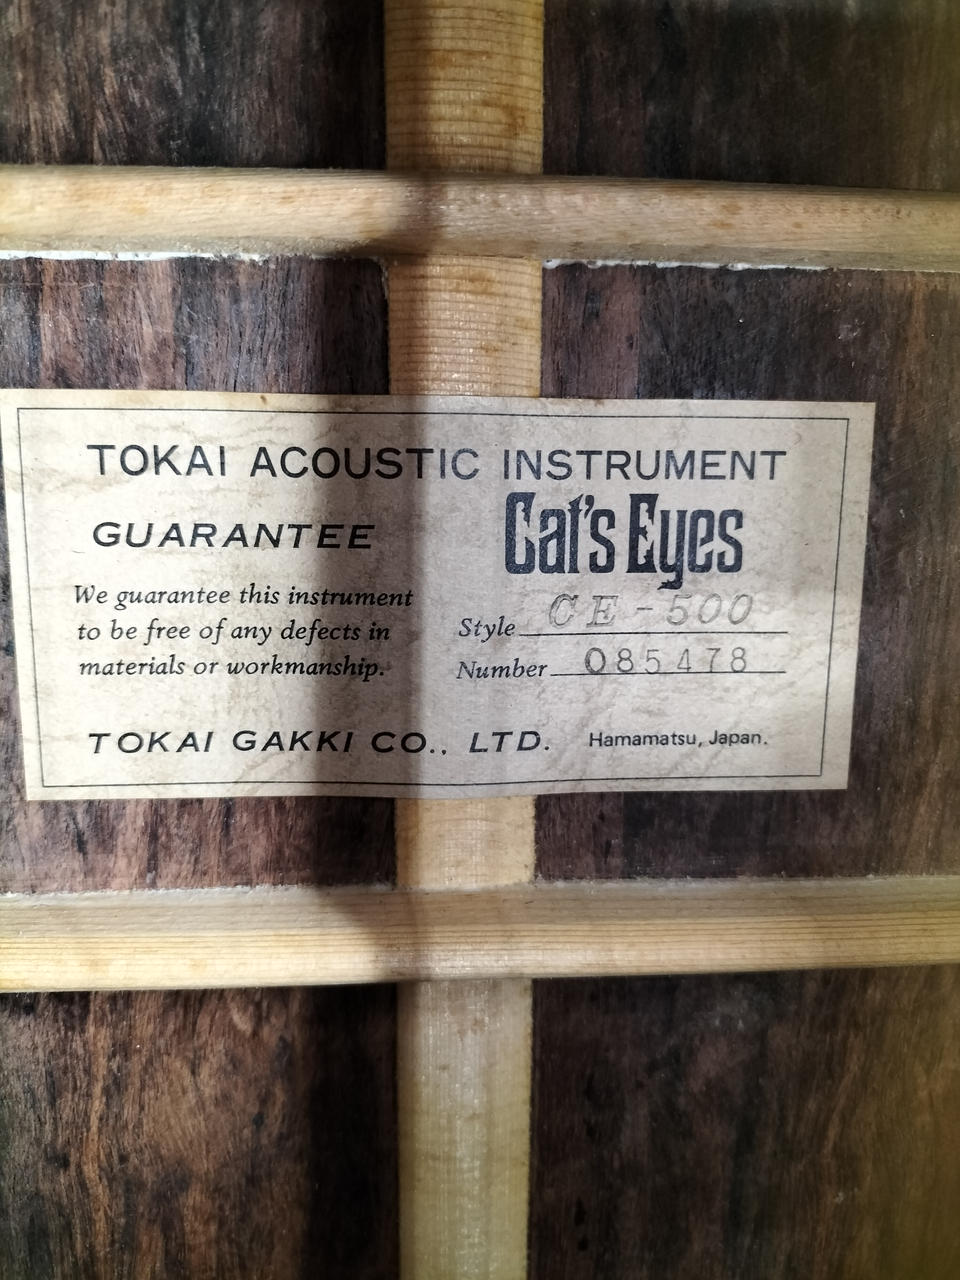 TOKAI ACOUSTIC INSTRUMENT
GUARANTEE
We guarantee this instrument
to be free of any defects in
materials or workmanship.
Cat's Eyes
Style CE-500
Number 085478
TOKAI GAKKI CO., LTD. Hamamatsu, Japan.